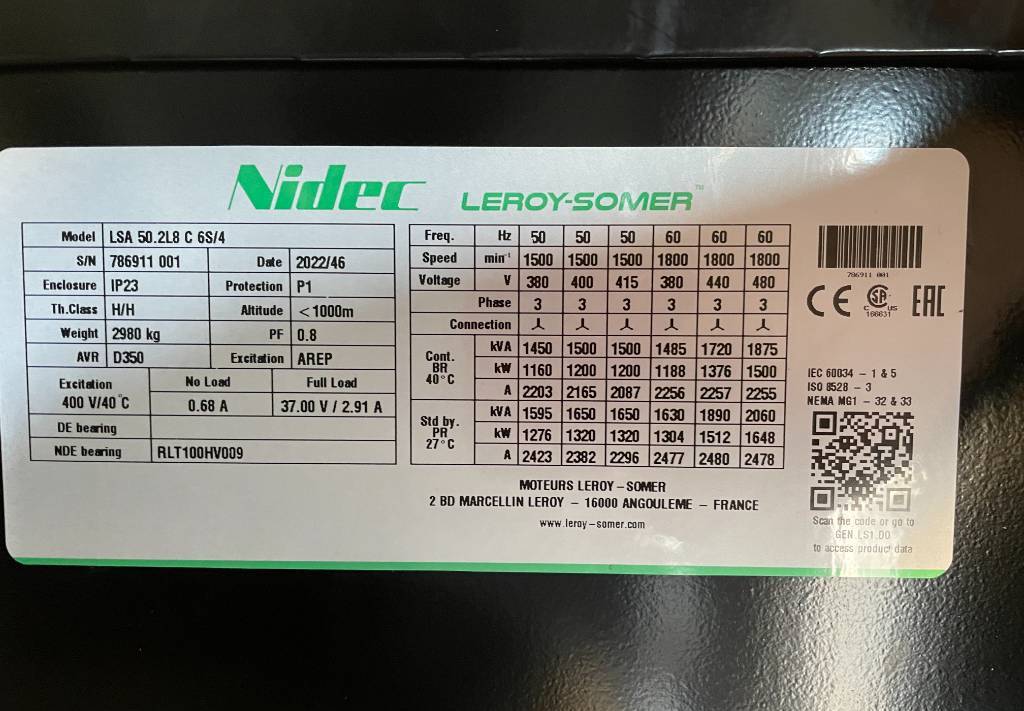 Nidec LEROY-SOMER™
Model LSA 50.2L8 C 6S/4
S/N 786911 001 Date 2022/46
Enclosure IP23 Protection P1
Th.Class H/H Altitude <1000m
Weight 2980 kg PF 0.8
AVR D350 Excitation AREP
Excitation 400 V/40°C No Load Full Load
0.68 A 37.00 V / 2.91 A
DE bearing
NDE bearing RLT100HV009
Freq. Hz 50 50 50 60 60 60
Speed min⁻¹ 1500 1500 1500 1800 1800 1800
Voltage V 380 400 415 380 440 480
Phase 3 3 3 3 3 3
Connection
Cont. BR 40°C
kVA 1450 1500 1500 1485 1720 1875
kW 1160 1200 1200 1188 1376 1500
A 2203 2165 2087 2256 2257 2255
Std by. PR 27°C
kVA 1595 1650 1650 1630 1890 2060
kW 1276 1320 1320 1304 1512 1648
A 2423 2382 2296 2477 2480 2478
MOTEURS LEROY-SOMER
2 BD MARCELLIN LEROY - 16000 ANGOULEME - FRANCE
www.leroy-somer.com
786911 001
CE C SA US EAC
166631
IEC 60034 - 1 & 5
ISO 8528 - 3
NEMA MG1 - 32 & 33
Scan the code or go to
GEN.LS1.DO
to access product data